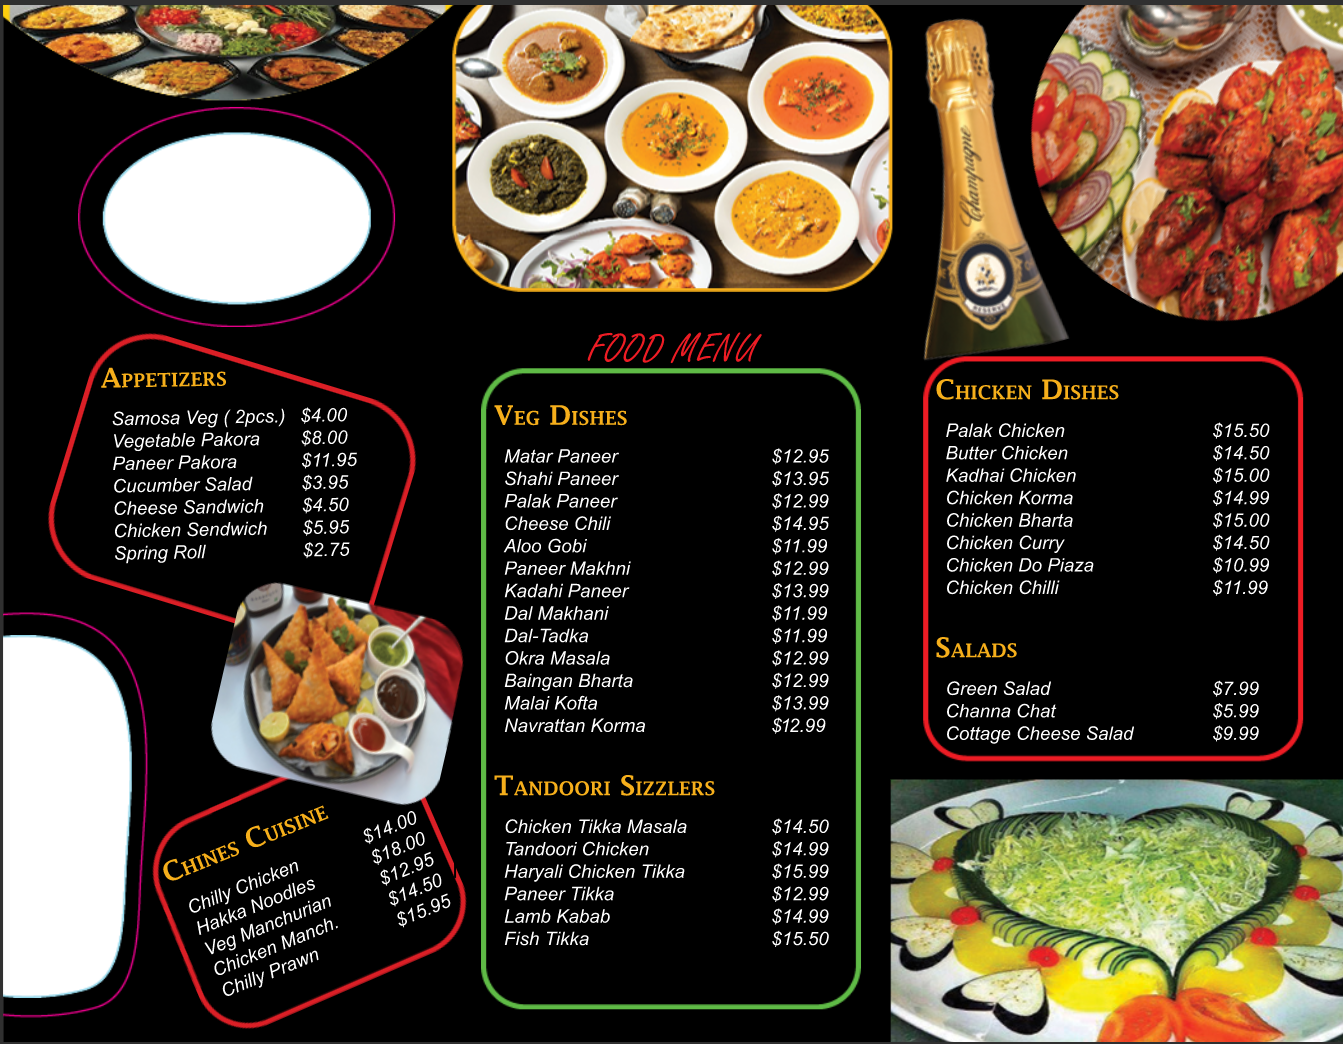 Champagne
RESERVE
FOOD MENU
APPETIZERS
Samosa Veg ( 2pcs.) $4.00
Vegetable Pakora $8.00
Paneer Pakora $11.95
Cucumber Salad $3.95
Cheese Sandwich $4.50
Chicken Sendwich $5.95
Spring Roll $2.75
CHINES CUISINE
Chilly Chicken $14.00
Hakka Noodles $18.00
Veg Manchurian $12.95
Chicken Manch. $14.50
Chilly Prawn $15.95
VEG DISHES
Matar Paneer $12.95
Shahi Paneer $13.95
Palak Paneer $12.99
Cheese Chili $14.95
Aloo Gobi $11.99
Paneer Makhni $12.99
Kadahi Paneer $13.99
Dal Makhani $11.99
Dal-Tadka $11.99
Okra Masala $12.99
Baingan Bharta $12.99
Malai Kofta $13.99
Navrattan Korma $12.99
TANDOORI SIZZLERS
Chicken Tikka Masala $14.50
Tandoori Chicken $14.99
Haryali Chicken Tikka $15.99
Paneer Tikka $12.99
Lamb Kabab $14.99
Fish Tikka $15.50
CHICKEN DISHES
Palak Chicken $15.50
Butter Chicken $14.50
Kadhai Chicken $15.00
Chicken Korma $14.99
Chicken Bharta $15.00
Chicken Curry $14.50
Chicken Do Piaza $10.99
Chicken Chilli $11.99
SALADS
Green Salad $7.99
Channa Chat $5.99
Cottage Cheese Salad $9.99